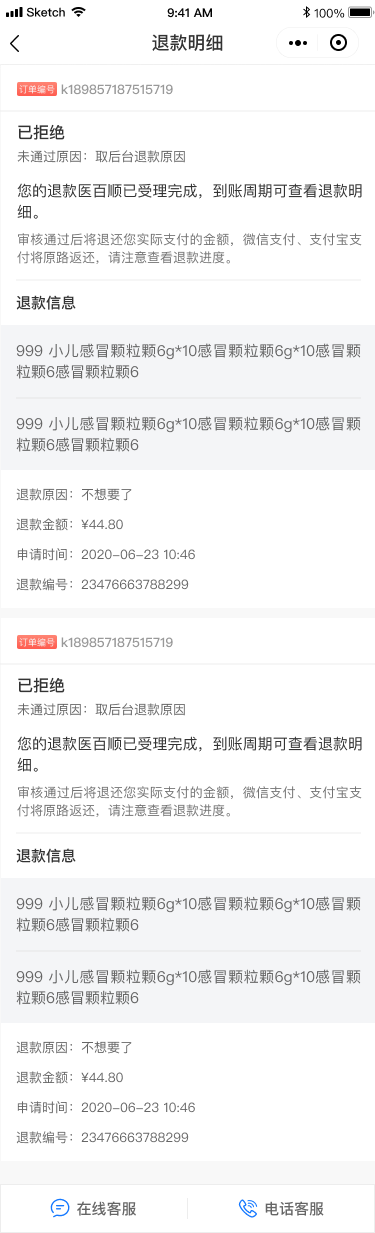 Sketch 9:41 AM 100%
退款明细
订单编号 k189857187515719
已拒绝
未通过原因：取后台退款原因
您的退款医百顺已受理完成，到账周期可查看退款明
细。
审核通过后将退还您实际支付的金额，微信支付、支付宝支
付将原路返还，请注意查看退款进度。
退款信息
999 小儿感冒颗粒颗6g*10感冒颗粒颗6g*10感冒颗
粒颗6感冒颗粒颗6
999 小儿感冒颗粒颗6g*10感冒颗粒颗6g*10感冒颗
粒颗6感冒颗粒颗6
退款原因：不想要了
退款金额：¥44.80
申请时间：2020-06-23 10:46
退款编号：23476663788299
订单编号 k189857187515719
已拒绝
未通过原因：取后台退款原因
您的退款医百顺已受理完成，到账周期可查看退款明
细。
审核通过后将退还您实际支付的金额，微信支付、支付宝支
付将原路返还，请注意查看退款进度。
退款信息
999 小儿感冒颗粒颗6g*10感冒颗粒颗6g*10感冒颗
粒颗6感冒颗粒颗6
999 小儿感冒颗粒颗6g*10感冒颗粒颗6g*10感冒颗
粒颗6感冒颗粒颗6
退款原因：不想要了
退款金额：¥44.80
申请时间：2020-06-23 10:46
退款编号：23476663788299
在线客服 电话客服